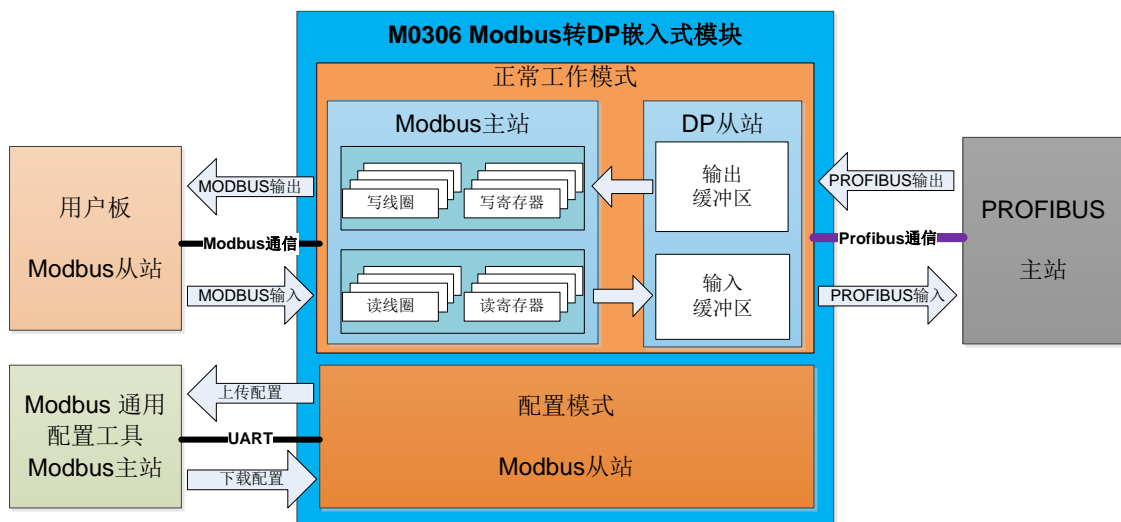 M0306 Modbus转DP嵌入式模块
正常工作模式
Modbus主站
DP从站
写线圈
写寄存器
读线圈
读寄存器
输出
缓冲区
输入
缓冲区
用户板
Modbus从站
MODBUS输出
Modbus通信
MODBUS输入
PROFIBUS输出
Profibus通信
PROFIBUS输入
PROFIBUS
主站
Modbus 通用
配置工具
Modbus主站
上传配置
UART
下载配置
配置模式
Modbus从站